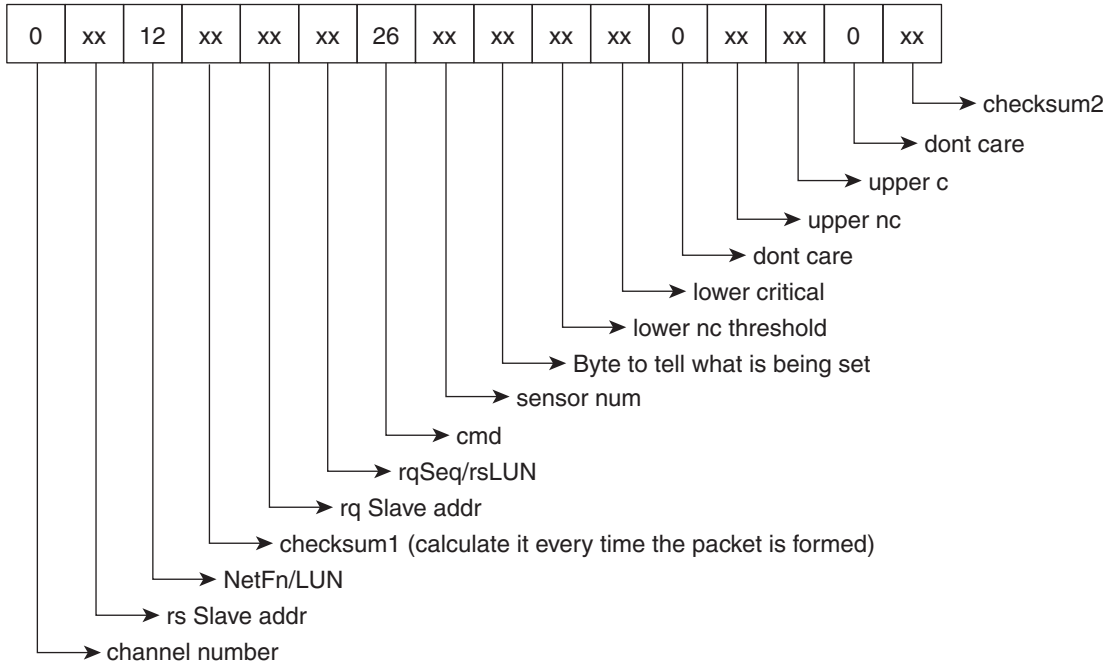 0 xx 12 xx xx xx 26 xx xx xx xx 0 xx xx 0 xx
checksum2
dont care
upper c
upper nc
dont care
lower critical
lower nc threshold
Byte to tell what is being set
sensor num
cmd
rqSeq/rsLUN
rq Slave addr
checksum1 (calculate it every time the packet is formed)
NetFn/LUN
rs Slave addr
channel number